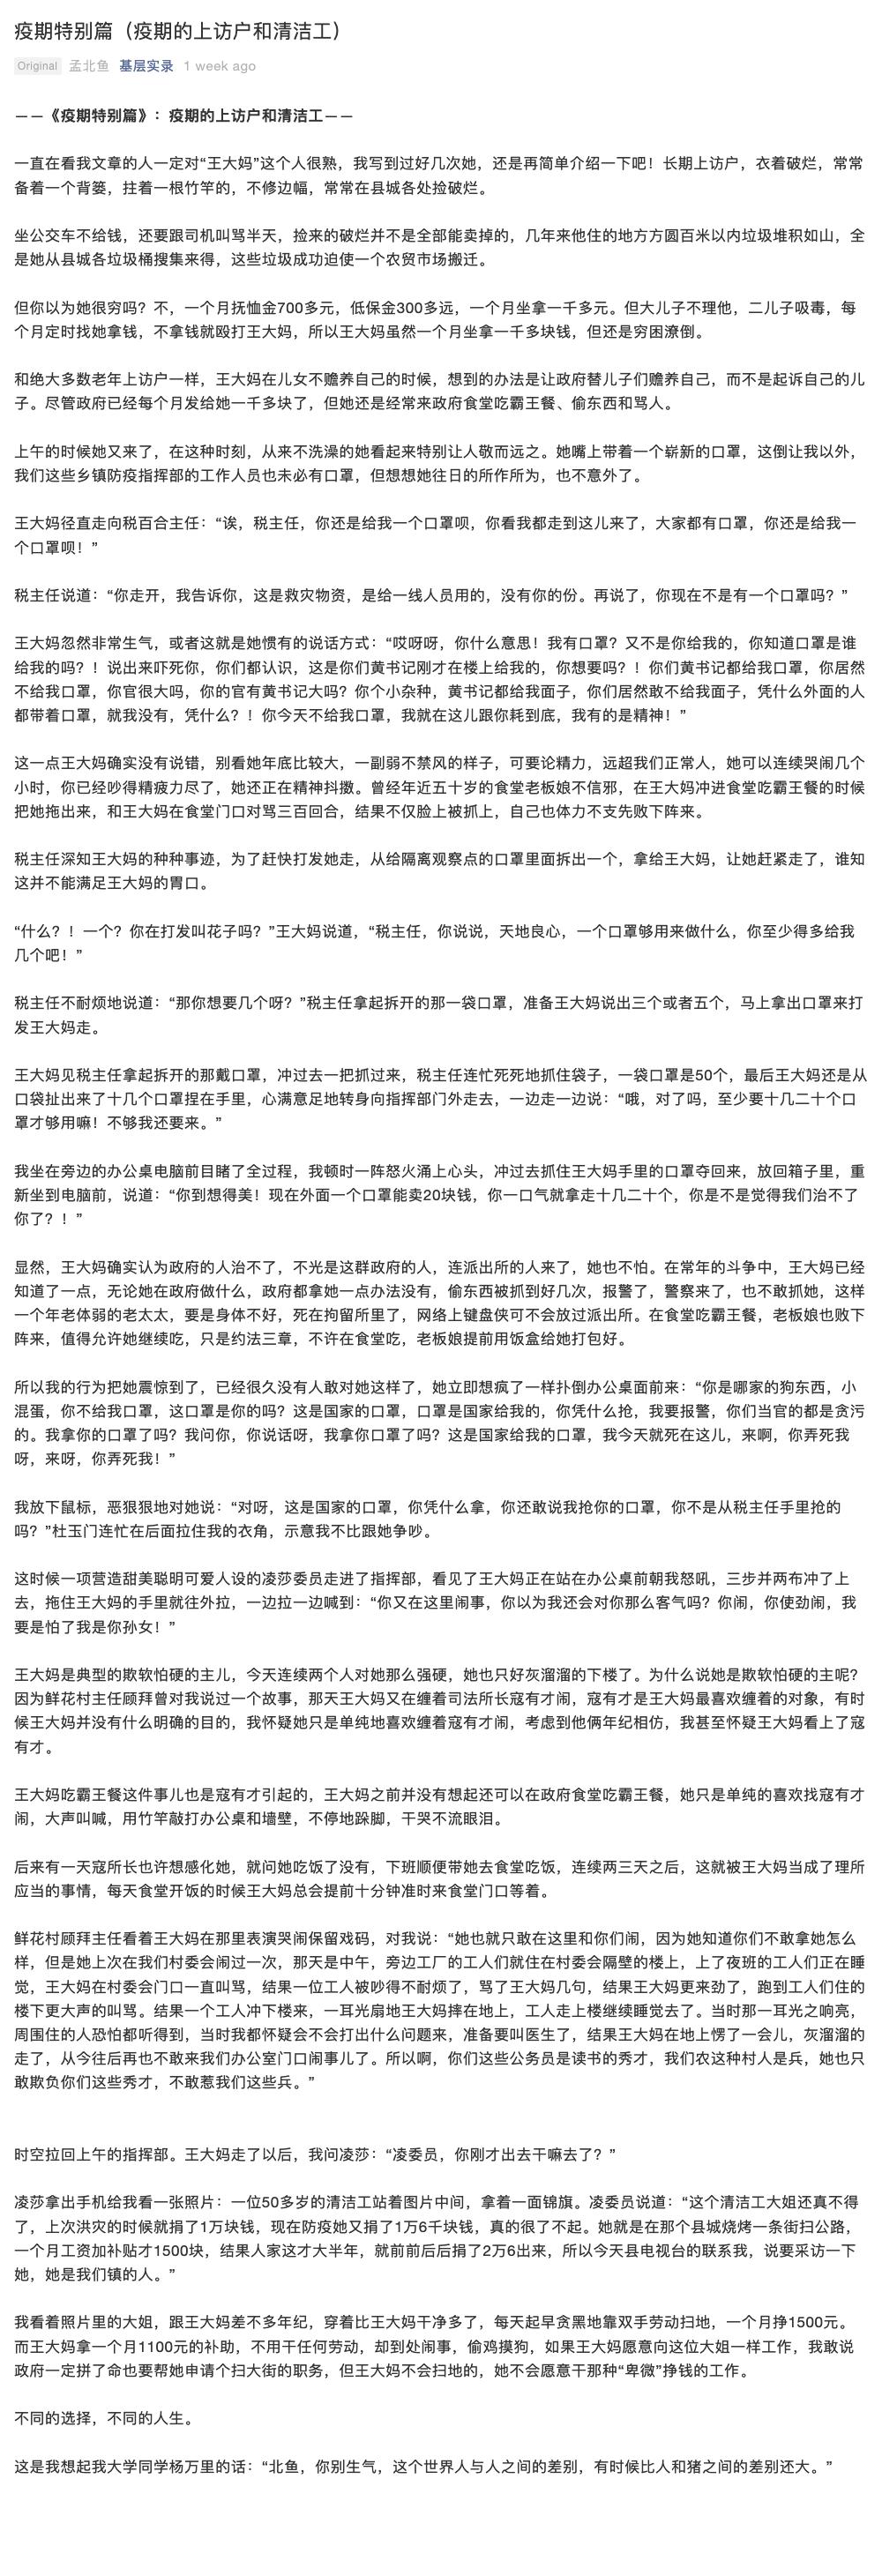 疫期特别篇（疫期的上访户和清洁工）
Original 孟北鱼 基层实录 1 week ago
——《疫期特别篇》：疫期的上访户和清洁工——
一直在看我文章的人一定对“王大妈”这个人很熟，我写到过好几次她，还是再简单介绍一下吧！长期上访户，衣着破烂，常常
备着一个背篓，拄着一根竹竿的，不修边幅，常常在县城各处捡破烂。
坐公交车不给钱，还要跟司机叫骂半天，捡来的破烂并不是全部能卖掉的，几年来他住的地方方圆百米以内垃圾堆积如山，全
是她从县城各垃圾桶搜集来得，这些垃圾成功迫使一个农贸市场搬迁。
但你以为她很穷吗？不，一个月抚恤金700多元，低保金300多远，一个月坐拿一千多元。但大儿子不理他，二儿子吸毒，每
个月定时找她拿钱，不拿钱就殴打王大妈，所以王大妈虽然一个月坐拿一千多块钱，但还是穷困潦倒。
和绝大多数老年上访户一样，王大妈在儿女不赡养自己的时候，想到的办法是让政府替儿子们赡养自己，而不是起诉自己的儿
子。尽管政府已经每个月发给她一千多块了，但她还是经常来政府食堂吃霸王餐、偷东西和骂人。
上午的时候她又来了，在这种时刻，从来不洗澡的她看起来特别让人敬而远之。她嘴上带着一个崭新的口罩，这倒让我以外，
我们这些乡镇防疫指挥部的工作人员也未必有口罩，但想想她往日的所作所为，也不意外了。
王大妈径直走向税百合主任：“诶，税主任，你还是给我一个口罩呗，你看我都走到这儿来了，大家都有口罩，你还是给我一
个口罩呗！”
税主任说道：“你走开，我告诉你，这是救灾物资，是给一线人员用的，没有你的份。再说了，你现在不是有一个口罩吗？”
王大妈忽然非常生气，或者这就是她惯有的说话方式：“哎呀呀，你什么意思！我有口罩？又不是你给我的，你知道口罩是谁
给我的吗？！说出来吓死你，你们都认识，这是你们黄书记刚才在楼上给我的，你想要吗？！你们黄书记都给我口罩，你居然
不给我口罩，你官很大吗，你的官有黄书记大吗？你个小杂种，黄书记都给我面子，你们居然敢不给我面子，凭什么外面的人
都带着口罩，就我没有，凭什么？！你今天不给我口罩，我就在这儿跟你耗到底，我有的是精神！”
这一点王大妈确实没有说错，别看她年底比较大，一副弱不禁风的样子，可要论精力，远超我们正常人，她可以连续哭闹几个
小时，你已经吵得精疲力尽了，她还正在精神抖擞。曾经年近五十岁的食堂老板娘不信邪，在王大妈冲进食堂吃霸王餐的时候
把她拖出来，和王大妈在食堂门口对骂三百回合，结果不仅脸上被抓上，自己也体力不支先败下阵来。
税主任深知王大妈的种种事迹，为了赶快打发她走，从给隔离观察点的口罩里面拆出一个，拿给王大妈，让她赶紧走了，谁知
这并不能满足王大妈的胃口。
“什么？！一个？你在打发叫花子吗？”王大妈说道，“税主任，你说说，天地良心，一个口罩够用来做什么，你至少得多给我
几个吧！”
税主任不耐烦地说道：“那你想要几个呀？”税主任拿起拆开的那一袋口罩，准备王大妈说出三个或者五个，马上拿出口罩来打
发王大妈走。
王大妈见税主任拿起拆开的那戴口罩，冲过去一把抓过来，税主任连忙死死地抓住袋子，一袋口罩是50个，最后王大妈还是从
口袋扯出来了十几个口罩捏在手里，心满意足地转身向指挥部门外走去，一边走一边说：“哦，对了吗，至少要十几二十个口
罩才够用嘛！不够我还要来。”
我坐在旁边的办公桌电脑前目睹了全过程，我顿时一阵怒火涌上心头，冲过去抓住王大妈手里的口罩夺回来，放回箱子里，重
新坐到电脑前，说道：“你到想得美！现在外面一个口罩能卖20块钱，你一口气就拿走十几二十个，你是不是觉得我们治不了
你了？！”
显然，王大妈确实认为政府的人治不了，不光是这群政府的人，连派出所的人来了，她也不怕。在常年的斗争中，王大妈已经
知道了一点，无论她在政府做什么，政府都拿她一点办法没有，偷东西被抓到好几次，报警了，警察来了，也不敢抓她，这样
一个年老体弱的老太太，要是身体不好，死在拘留所里了，网络上键盘侠可不会放过派出所。在食堂吃霸王餐，老板娘也败下
阵来，值得允许她继续吃，只是约法三章，不许在食堂吃，老板娘提前用饭盒给她打包好。
所以我的行为把她震惊到了，已经很久没有人敢对她这样了，她立即想疯了一样扑倒办公桌面前来：“你是哪家的狗东西，小
混蛋，你不给我口罩，这口罩是你的吗？这是国家的口罩，口罩是国家给我的，你凭什么抢，我要报警，你们当官的都是贪污
的。我拿你的口罩了吗？我问你，你说话呀，我拿你口罩了吗？这是国家给我的口罩，我今天就死在这儿，来啊，你弄死我
呀，来呀，你弄死我！”
我放下鼠标，恶狠狠地对她说：“对呀，这是国家的口罩，你凭什么拿，你还敢说我抢你的口罩，你不是从税主任手里抢的
吗？”杜玉门连忙在后面拉住我的衣角，示意我不比跟她争吵。
这时候一项营造甜美聪明可爱人设的凌莎委员走进了指挥部，看见了王大妈正在站在办公桌前朝我怒吼，三步并两布冲了上
去，拖住王大妈的手里就往外拉，一边拉一边喊到：“你又在这里闹事，你以为我还会对你那么客气吗？你闹，你使劲闹，我
要是怕了我是你孙女！”
王大妈是典型的欺软怕硬的主儿，今天连续两个人对她那么强硬，她也只好灰溜溜的下楼了。为什么说她是欺软怕硬的主呢？
因为鲜花村主任顾拜曾对我说过一个故事，那天王大妈又在缠着司法所长寇有才闹，寇有才是王大妈最喜欢缠着的对象，有时
候王大妈并没有什么明确的目的，我怀疑她只是单纯地喜欢缠着寇有才闹，考虑到他俩年纪相仿，我甚至怀疑王大妈看上了寇
有才。
王大妈吃霸王餐这件事儿也是寇有才引起的，王大妈之前并没有想起还可以在政府食堂吃霸王餐，她只是单纯的喜欢找寇有才
闹，大声叫喊，用竹竿敲打办公桌和墙壁，不停地跺脚，干哭不流眼泪。
后来有一天寇所长也许想感化她，就问她吃饭了没有，下班顺便带她去食堂吃饭，连续两三天之后，这就被王大妈当成了理所
应当的事情，每天食堂开饭的时候王大妈总会提前十分钟准时来食堂门口等着。
鲜花村顾拜主任看着王大妈在那里表演哭闹保留戏码，对我说：“她也就只敢在这里和你们闹，因为她知道你们不敢拿她怎么
样，但是她上次在我们村委会闹过一次，那天是中午，旁边工厂的工人们就住在村委会隔壁的楼上，上了夜班的工人们正在睡
觉，王大妈在村委会门口一直叫骂，结果一位工人被吵得不耐烦了，骂了王大妈几句，结果王大妈更来劲了，跑到工人们住的
楼下更大声的叫骂。结果一个工人冲下楼来，一耳光扇地王大妈摔在地上，工人走上楼继续睡觉去了。当时那一耳光之响亮，
周围住的人恐怕都听得到，当时我都怀疑会不会打出什么问题来，准备要叫医生了，结果王大妈在地上愣了一会儿，灰溜溜的
走了，从今往后再也不敢来我们办公室门口闹事儿了。所以啊，你们这些公务员是读书的秀才，我们农这种村人是兵，她也只
敢欺负你们这些秀才，不敢惹我们这些兵。”
时空拉回上午的指挥部。王大妈走了以后，我问凌莎：“凌委员，你刚才出去干嘛去了？”
凌莎拿出手机给我看一张照片：一位50多岁的清洁工站着图片中间，拿着一面锦旗。凌委员说道：“这个清洁工大姐还真不得
了，上次洪灾的时候就捐了1万块钱，现在防疫她又捐了1万6千块钱，真的很了不起。她就是在那个县城烧烤一条街扫公路，
一个月工资加补贴才1500块，结果人家这才大半年，就前前后后捐了2万6出来，所以今天县电视台的联系我，说要采访一下
她，她是我们镇的人。”
我看着照片里的大姐，跟王大妈差不多年纪，穿着比王大妈干净多了，每天起早贪黑地靠双手劳动扫地，一个月挣1500元。
而王大妈拿一个月1100元的补助，不用干任何劳动，却到处闹事，偷鸡摸狗，如果王大妈愿意向这位大姐一样工作，我敢说
政府一定拼了命也要帮她申请个扫大街的职务，但王大妈不会扫地的，她不会愿意干那种“卑微”挣钱的工作。
不同的选择，不同的人生。
这是我想起我大学同学杨万里的话：“北鱼，你别生气，这个世界人与人之间的差别，有时候比人和猪之间的差别还大。”